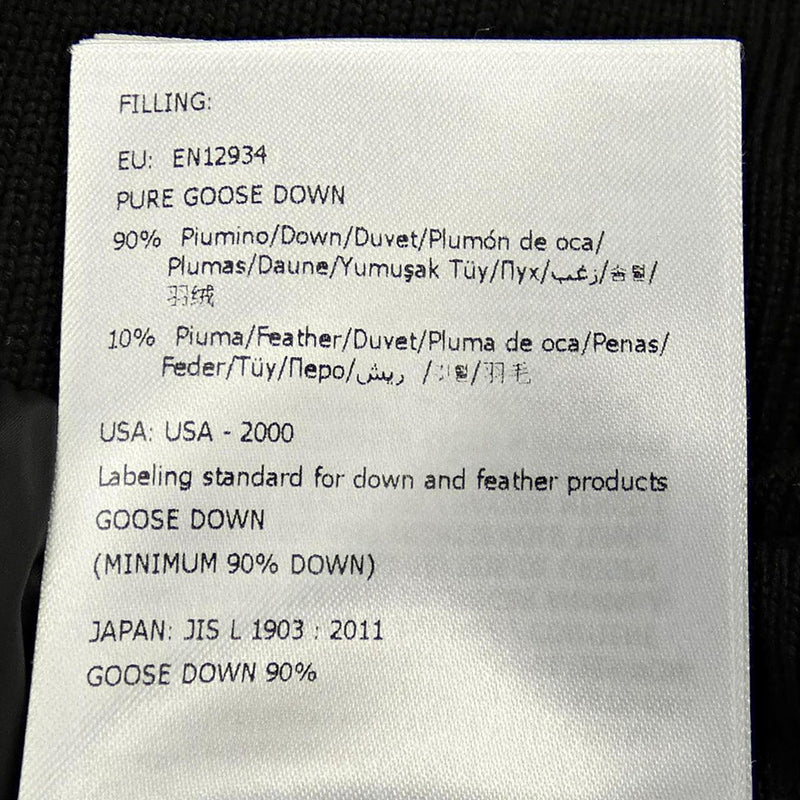 FILLING:
EU: EN12934
PURE GOOSE DOWN
90% Piumino/Down/Duvet/Plumón de oca/
Plumas/Daune/Yumuşak Tüy/Пух/زغب/솜털/
羽绒
10% Piuma/Feather/Duvet/Pluma de oca/Penas/
Feder/Tüy/Перо/ريش /깃털/羽毛
USA: USA - 2000
Labeling standard for down and feather products
GOOSE DOWN
(MINIMUM 90% DOWN)
JAPAN: JIS L 1903 : 2011
GOOSE DOWN 90%